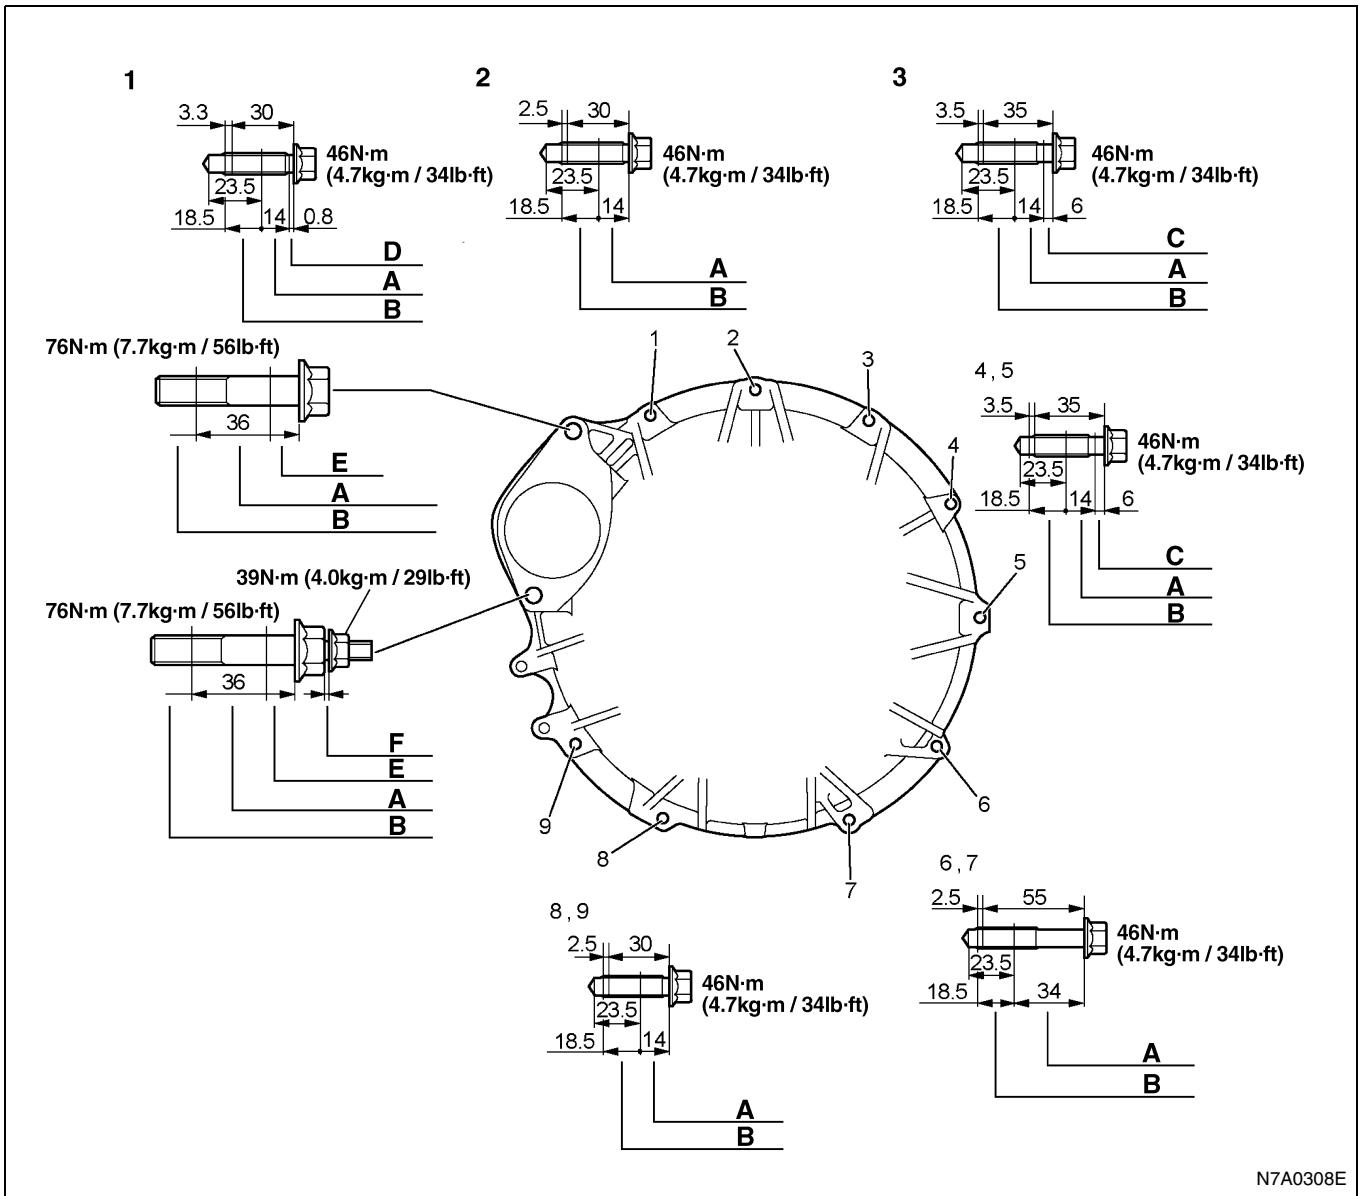 1
2
3
3.3 30
46N·m
(4.7kg·m / 34lb·ft)
23.5
18.5 14 0.8
D
A
B
2.5 30
46N·m
(4.7kg·m / 34lb·ft)
23.5
18.5 14
A
B
3.5 35
46N·m
(4.7kg·m / 34lb·ft)
23.5
18.5 14 6
C
A
B
76N·m (7.7kg·m / 56lb·ft)
36
E
A
B
1
2
3
4
5
6
7
8
9
4 , 5
3.5 35
46N·m
(4.7kg·m / 34lb·ft)
23.5
18.5 14 6
C
A
B
39N·m (4.0kg·m / 29lb·ft)
76N·m (7.7kg·m / 56lb·ft)
36
F
E
A
B
6 , 7
2.5 55
46N·m
(4.7kg·m / 34lb·ft)
23.5
18.5 34
A
B
8 , 9
2.5 30
46N·m
(4.7kg·m / 34lb·ft)
23.5
18.5 14
A
B
N7A0308E